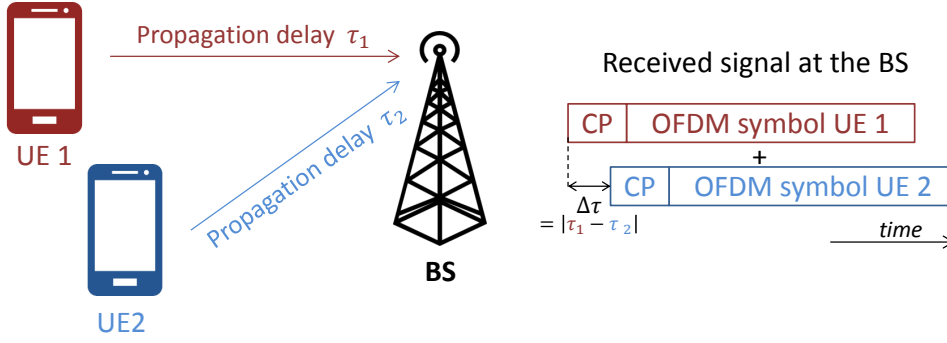 Propagation delay τ₁
UE 1
Propagation delay τ₂
UE2
BS
Received signal at the BS
CP
OFDM symbol UE 1
+
CP
OFDM symbol UE 2
Δτ
= |τ₁ − τ ₂|
time